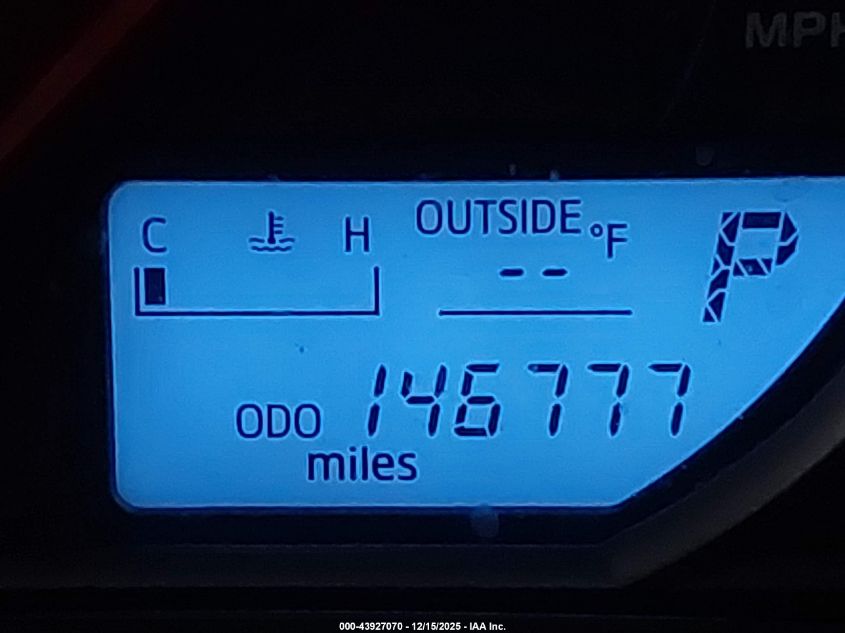 MPH
C H OUTSIDE °F P
--
ODO 146777
miles
000-43927070 - 12/15/2025 - IAA Inc.